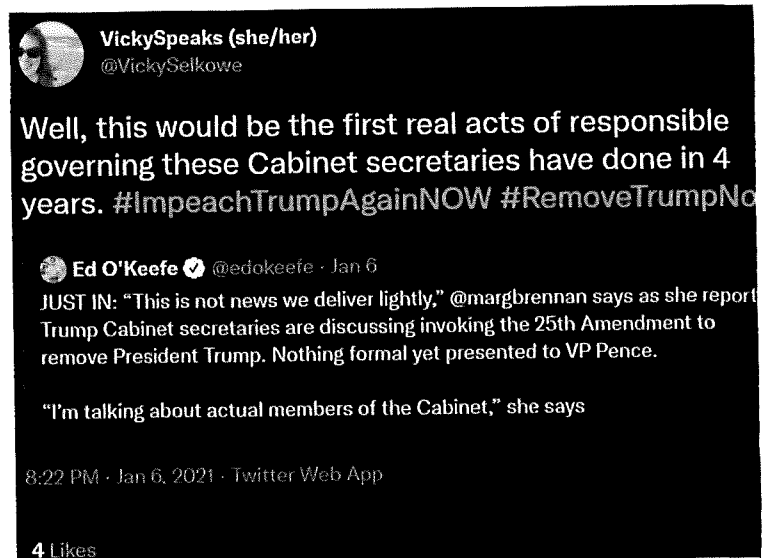 VickySpeaks (she/her)
@VickySelkowe
Well, this would be the first real acts of responsible
governing these Cabinet secretaries have done in 4
years. #ImpeachTrumpAgainNOW #RemoveTrumpNo
Ed O'Keefe @edokeefe · Jan 6
JUST IN: “This is not news we deliver lightly,” @margbrennan says as she report
Trump Cabinet secretaries are discussing invoking the 25th Amendment to
remove President Trump. Nothing formal yet presented to VP Pence.
“I’m talking about actual members of the Cabinet,” she says
8:22 PM · Jan 6, 2021 · Twitter Web App
4 Likes